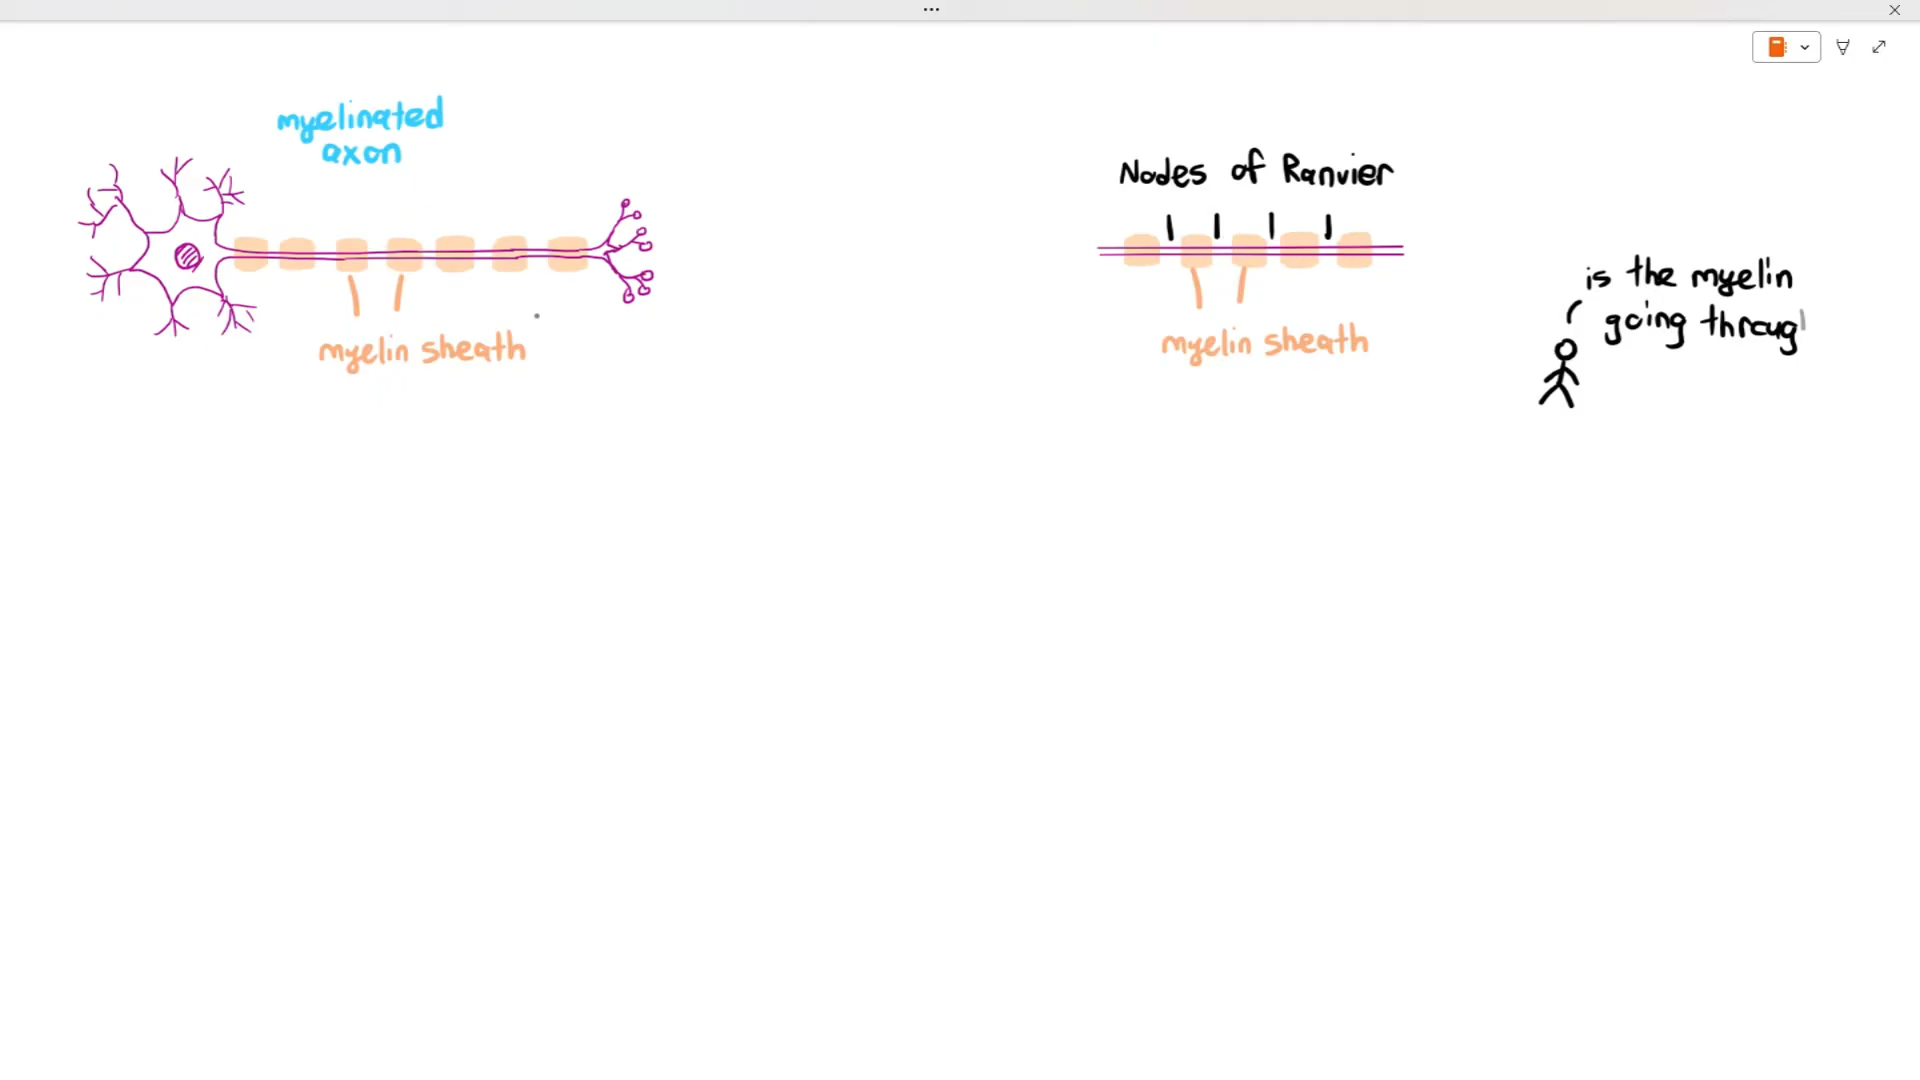 myelinated
axon
myelin sheath
Nodes of Ranvier
myelin sheath
is the myelin
going throug